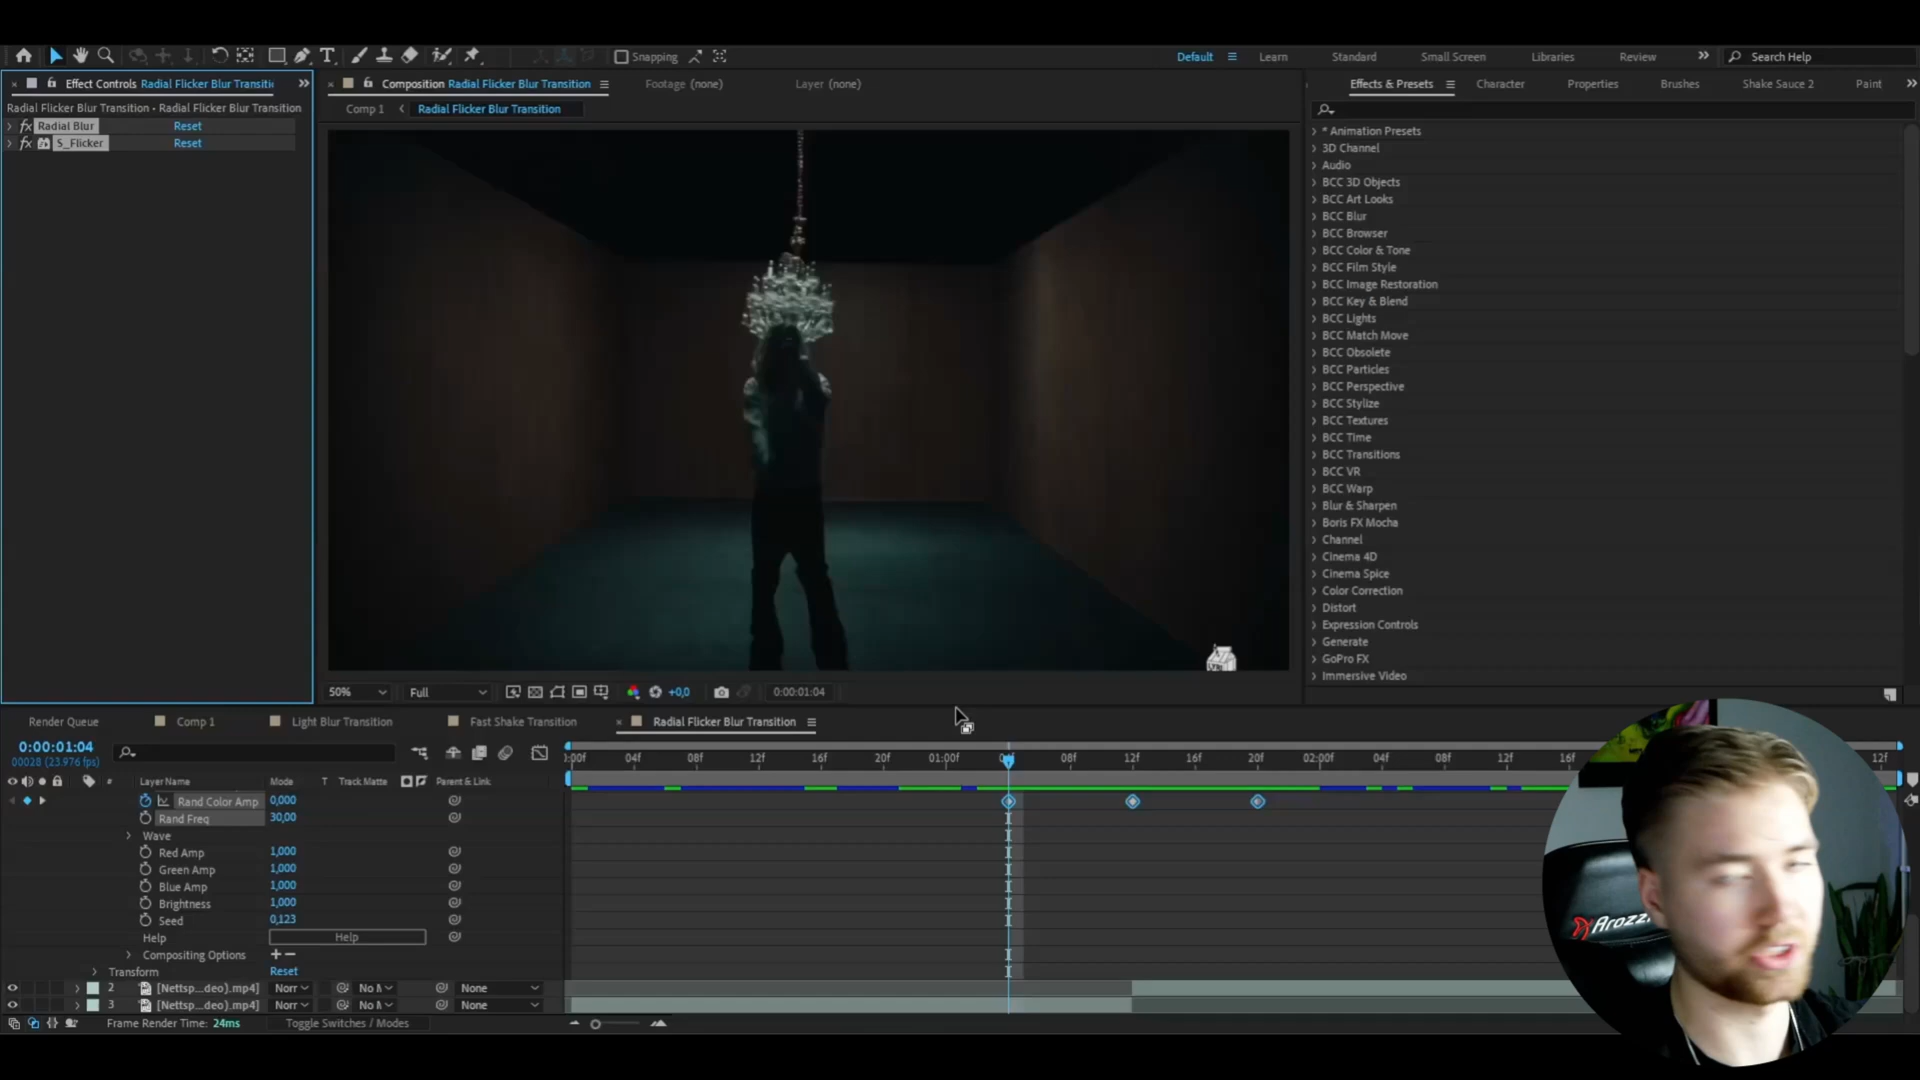 Snapping
Default
Learn
Standard
Small Screen
Libraries
Review
Search Help
Effect Controls Radial Flicker Blur Transitic
Composition Radial Flicker Blur Transition
Footage (none)
Layer (none)
Effects & Presets
Character
Properties
Brushes
Shake Sauce 2
Paint
Radial Flicker Blur Transition • Radial Flicker Blur Transition
Comp 1
Radial Flicker Blur Transition
fx Radial Blur Reset
fx S_Flicker Reset
* Animation Presets
3D Channel
Audio
BCC 3D Objects
BCC Art Looks
BCC Blur
BCC Browser
BCC Color & Tone
BCC Film Style
BCC Image Restoration
BCC Key & Blend
BCC Lights
BCC Match Move
BCC Obsolete
BCC Particles
BCC Perspective
BCC Stylize
BCC Textures
BCC Time
BCC Transitions
BCC VR
BCC Warp
Blur & Sharpen
Boris FX Mocha
Channel
Cinema 4D
Cinema Spice
Color Correction
Distort
Expression Controls
Generate
GoPro FX
Immersive Video
50%
Full
+0,0
0:00:01:04
Render Queue
Comp 1
Light Blur Transition
Fast Shake Transition
Radial Flicker Blur Transition
0:00:01:04
00028 (23.976 fps)
:00f 04f 08f 12f 16f 20f 01:00f 04f 08f 12f 16f 20f 02:00f 04f 08f 12f 16f 12f
# Layer Name Mode T Track Matte Parent & Link
Rand Color Amp 0,000
Rand Freq 30,00
Wave
Red Amp 1,000
Green Amp 1,000
Blue Amp 1,000
Brightness 1,000
Seed 0,123
Help Help
Compositing Options + −
Transform Reset
2 [Nettsp...deo).mp4] Norr No M None
3 [Nettsp...deo).mp4] Norr No M None
Frame Render Time: 24ms
Toggle Switches / Modes
Arozzi